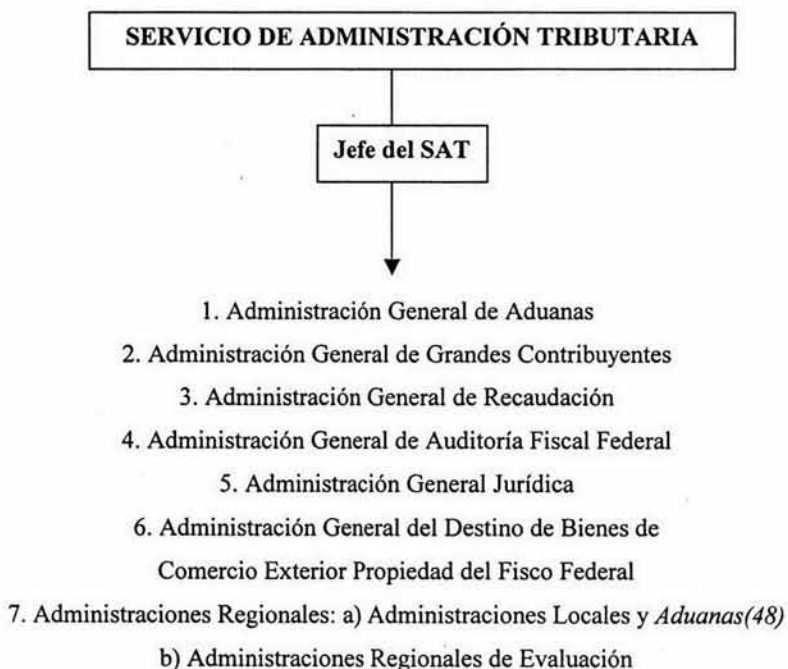 SERVICIO DE ADMINISTRACIÓN TRIBUTARIA
Jefe del SAT
1. Administración General de Aduanas
2. Administración General de Grandes Contribuyentes
3. Administración General de Recaudación
4. Administración General de Auditoría Fiscal Federal
5. Administración General Jurídica
6. Administración General del Destino de Bienes de
Comercio Exterior Propiedad del Fisco Federal
7. Administraciones Regionales: a) Administraciones Locales y Aduanas(48)
b) Administraciones Regionales de Evaluación